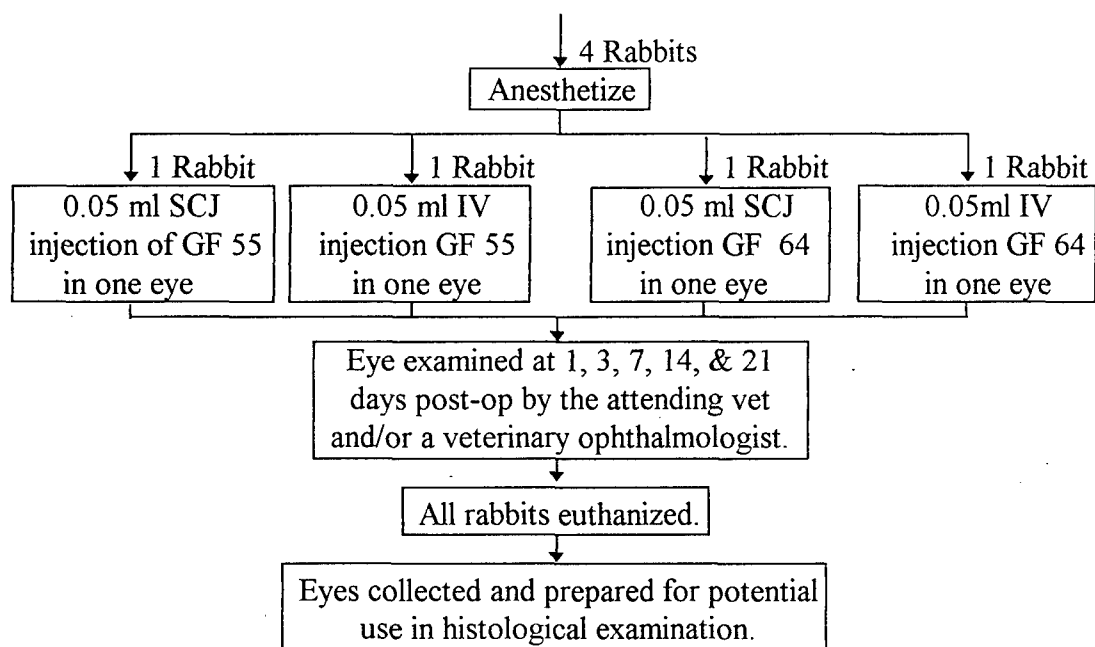 4 Rabbits
Anesthetize
1 Rabbit
1 Rabbit
1 Rabbit
1 Rabbit
0.05 ml SCJ
injection of GF 55
in one eye
0.05 ml IV
injection GF 55
in one eye
0.05 ml SCJ
injection GF 64
in one eye
0.05ml IV
injection GF 64
in one eye
Eye examined at 1, 3, 7, 14, & 21
days post-op by the attending vet
and/or a veterinary ophthalmologist.
All rabbits euthanized.
Eyes collected and prepared for potential
use in histological examination.